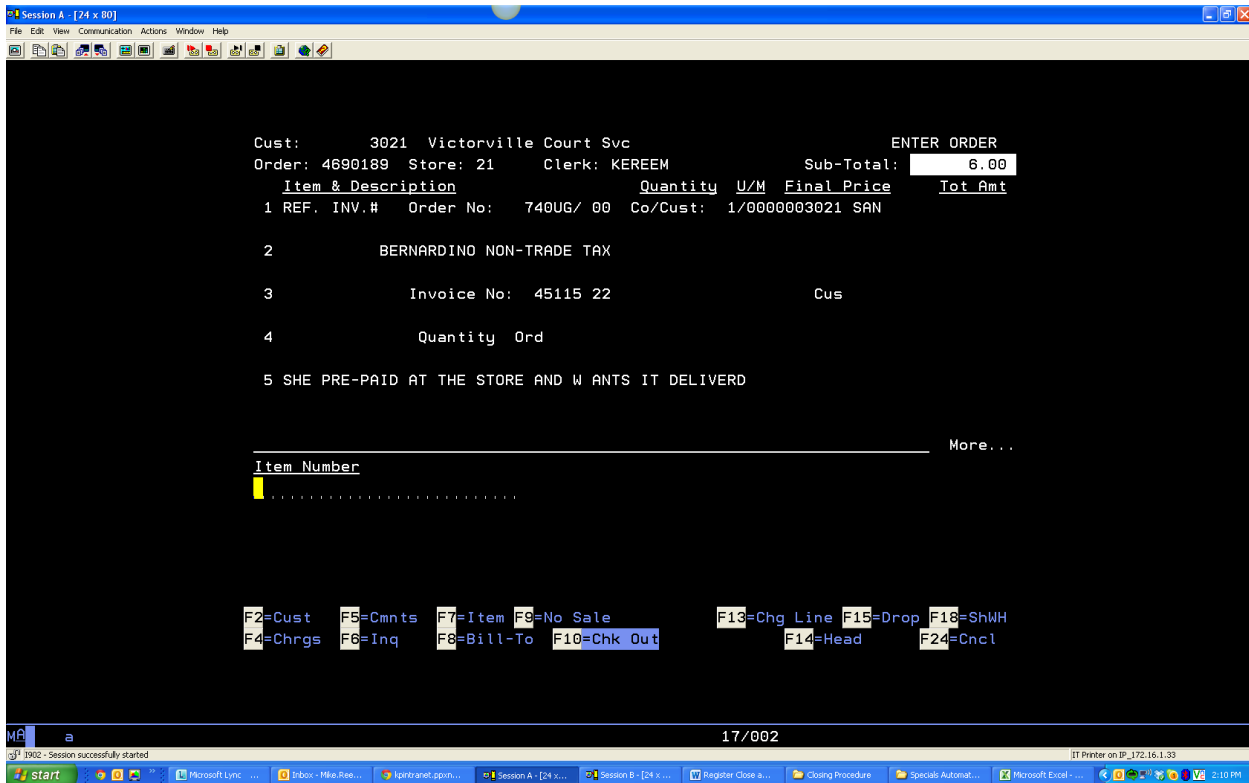 Session A - [24 x 80]
File Edit View Communication Actions Window Help
Cust: 3021 Victorville Court Svc ENTER ORDER
Order: 4690189 Store: 21 Clerk: KEREEM Sub-Total: 6.00
Item & Description Quantity U/M Final Price Tot Amt
1 REF. INV.# Order No: 740UG/ 00 Co/Cust: 1/0000003021 SAN
2 BERNARDINO NON-TRADE TAX
3 Invoice No: 45115 22 Cus
4 Quantity Ord
5 SHE PRE-PAID AT THE STORE AND W ANTS IT DELIVERD
More...
Item Number
F2=Cust F5=Cmnts F7=Item F9=No Sale F13=Chg Line F15=Drop F18=ShWH
F4=Chrgs F6=Inq F8=Bill-To F10=Chk Out F14=Head F24=Cncl
MA a 17/002
I902 - Session successfully started IT Printer on IP_172.16.1.33
start Microsoft Lync ... Inbox - Mike.Ree... kpintranet.ppxn... Session A - [24 x... Session B - [24 x ... Register Close a... Closing Procedure Specials Automat... Microsoft Excel - ... 2:10 PM